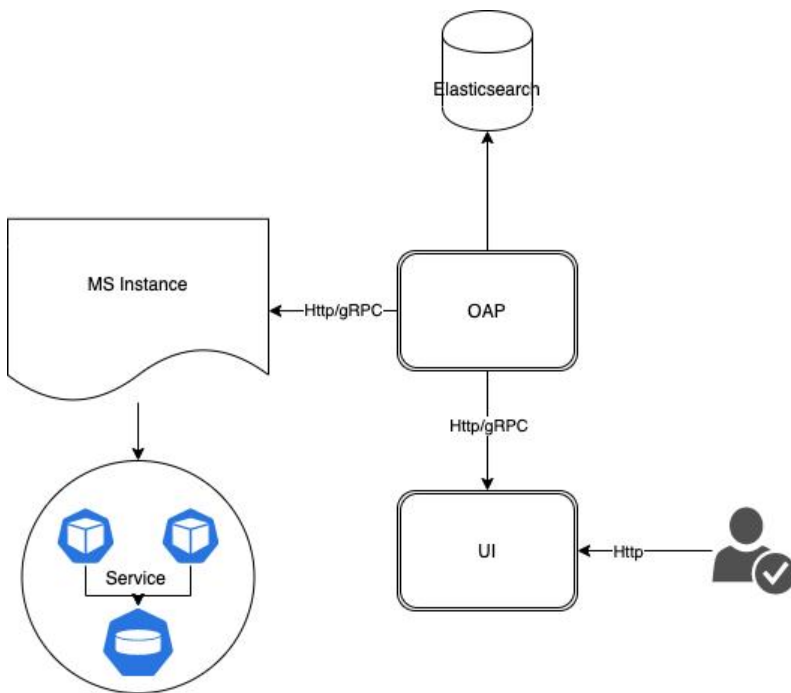 Elasticsearch
MS Instance
Http/gRPC
OAP
Http/gRPC
UI
Http
Service